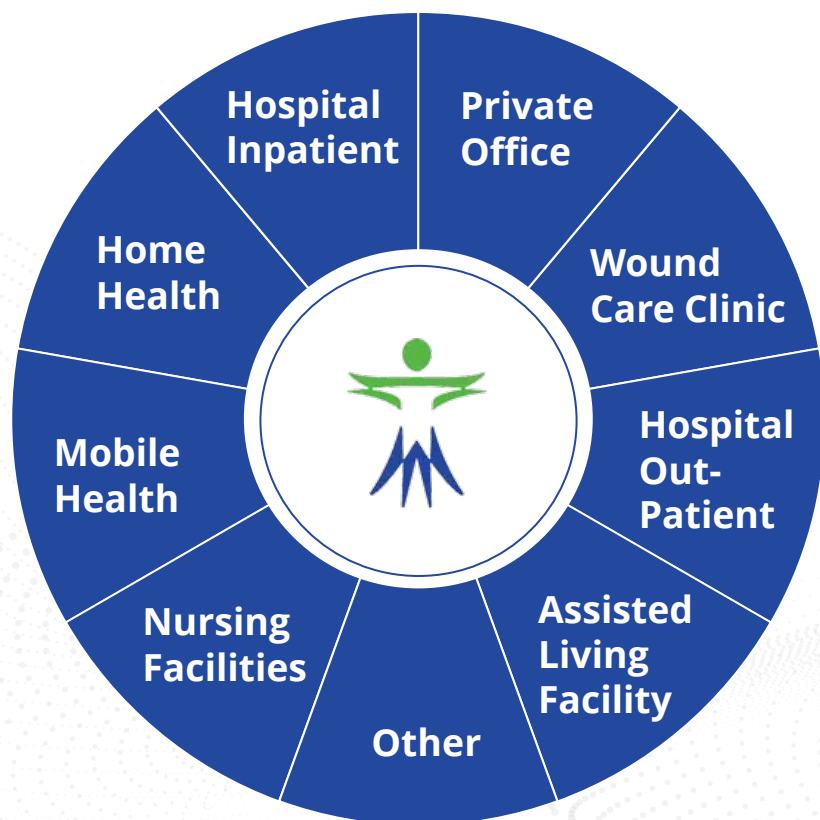 Hospital
Inpatient
Private
Office
Wound
Care Clinic
Hospital
Out-
Patient
Assisted
Living
Facility
Other
Nursing
Facilities
Mobile
Health
Home
Health